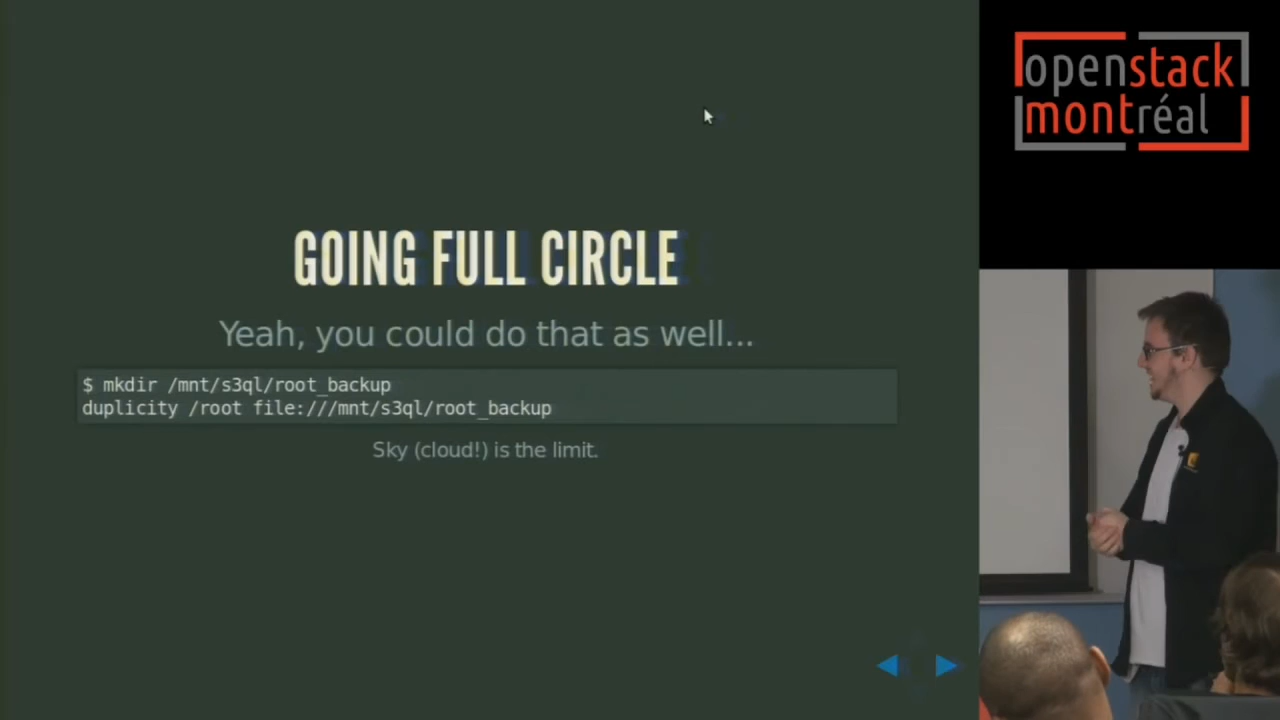 GOING FULL CIRCLE
Yeah, you could do that as well...
$ mkdir /mnt/s3ql/root_backup
duplicity /root file:///mnt/s3ql/root_backup
Sky (cloud!) is the limit.
openstack
montréal